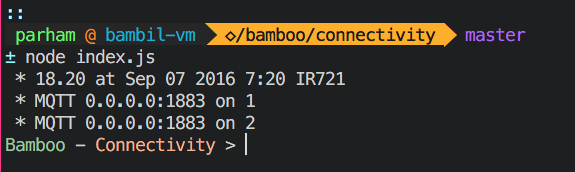 ::
parham @ bambil-vm ◇/bamboo/connectivity master
± node index.js
* 18.20 at Sep 07 2016 7:20 IR721
* MQTT 0.0.0.0:1883 on 1
* MQTT 0.0.0.0:1883 on 2
Bamboo - Connectivity >